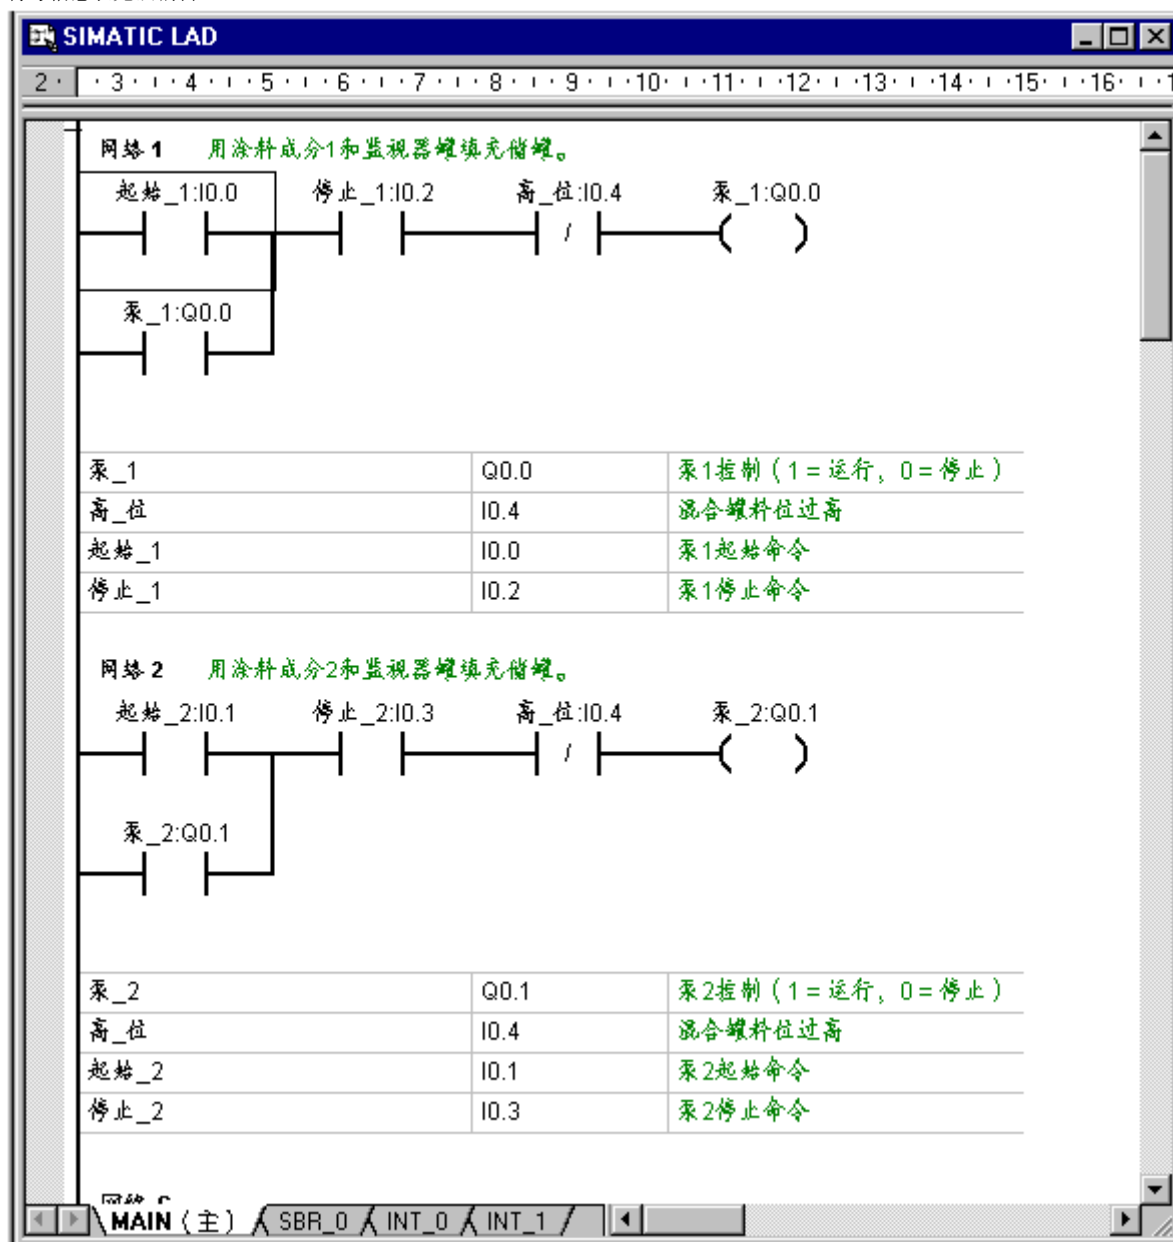 SIMATIC LAD
2 3 4 5 6 7 8 9 10 11 12 13 14 15 16
网络 1 用涂料成分1和监视器罐填充储罐。
起始_1:I0.0 停止_1:I0.2 高_位:I0.4 泵_1:Q0.0
/
泵_1:Q0.0
泵_1 Q0.0 泵1控制（1=运行，0=停止）
高_位 I0.4 混合罐料位过高
起始_1 I0.0 泵1起始命令
停止_1 I0.2 泵1停止命令
网络 2 用涂料成分2和监视器罐填充储罐。
起始_2:I0.1 停止_2:I0.3 高_位:I0.4 泵_2:Q0.1
/
泵_2:Q0.1
泵_2 Q0.1 泵2控制（1=运行，0=停止）
高_位 I0.4 混合罐料位过高
起始_2 I0.1 泵2起始命令
停止_2 I0.3 泵2停止命令
MAIN（主） SBR_0 INT_0 INT_1